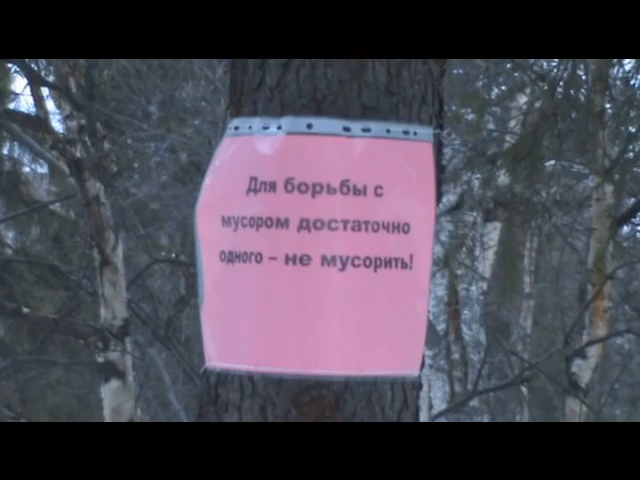 Для борьбы с
мусором достаточно
одного – не мусорить!